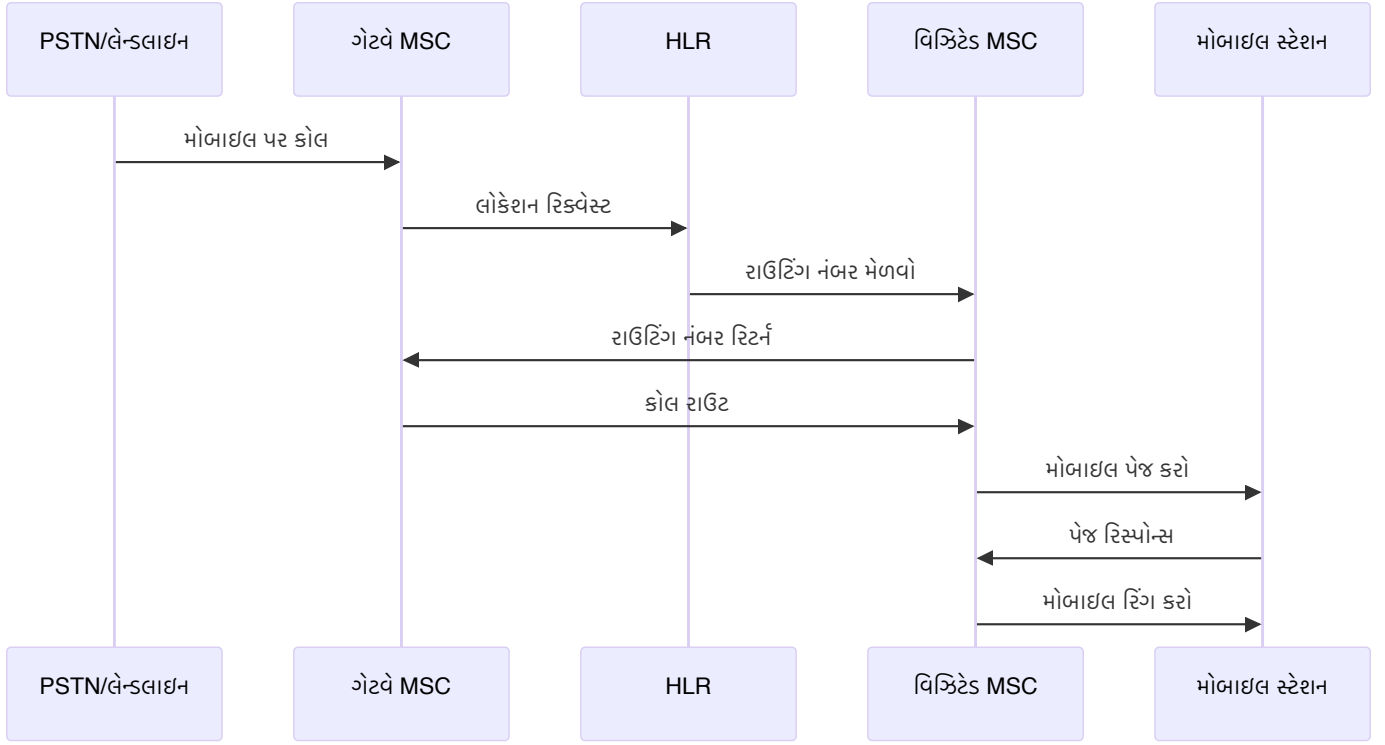 PSTN/લેન્ડલાઇન
ગેટવે MSC
HLR
વિઝિટેડ MSC
મોબાઇલ સ્ટેશન
મોબાઇલ પર કોલ
લોકેશન રિક્વેસ્ટ
રાઉટિંગ નંબર મેળવો
રાઉટિંગ નંબર રિટર્ન
કોલ રાઉટ
મોબાઇલ પેજ કરો
પેજ રિસ્પોન્સ
મોબાઇલ રિંગ કરો
PSTN/લેન્ડલાઇન
ગેટવે MSC
HLR
વિઝિટેડ MSC
મોબાઇલ સ્ટેશન